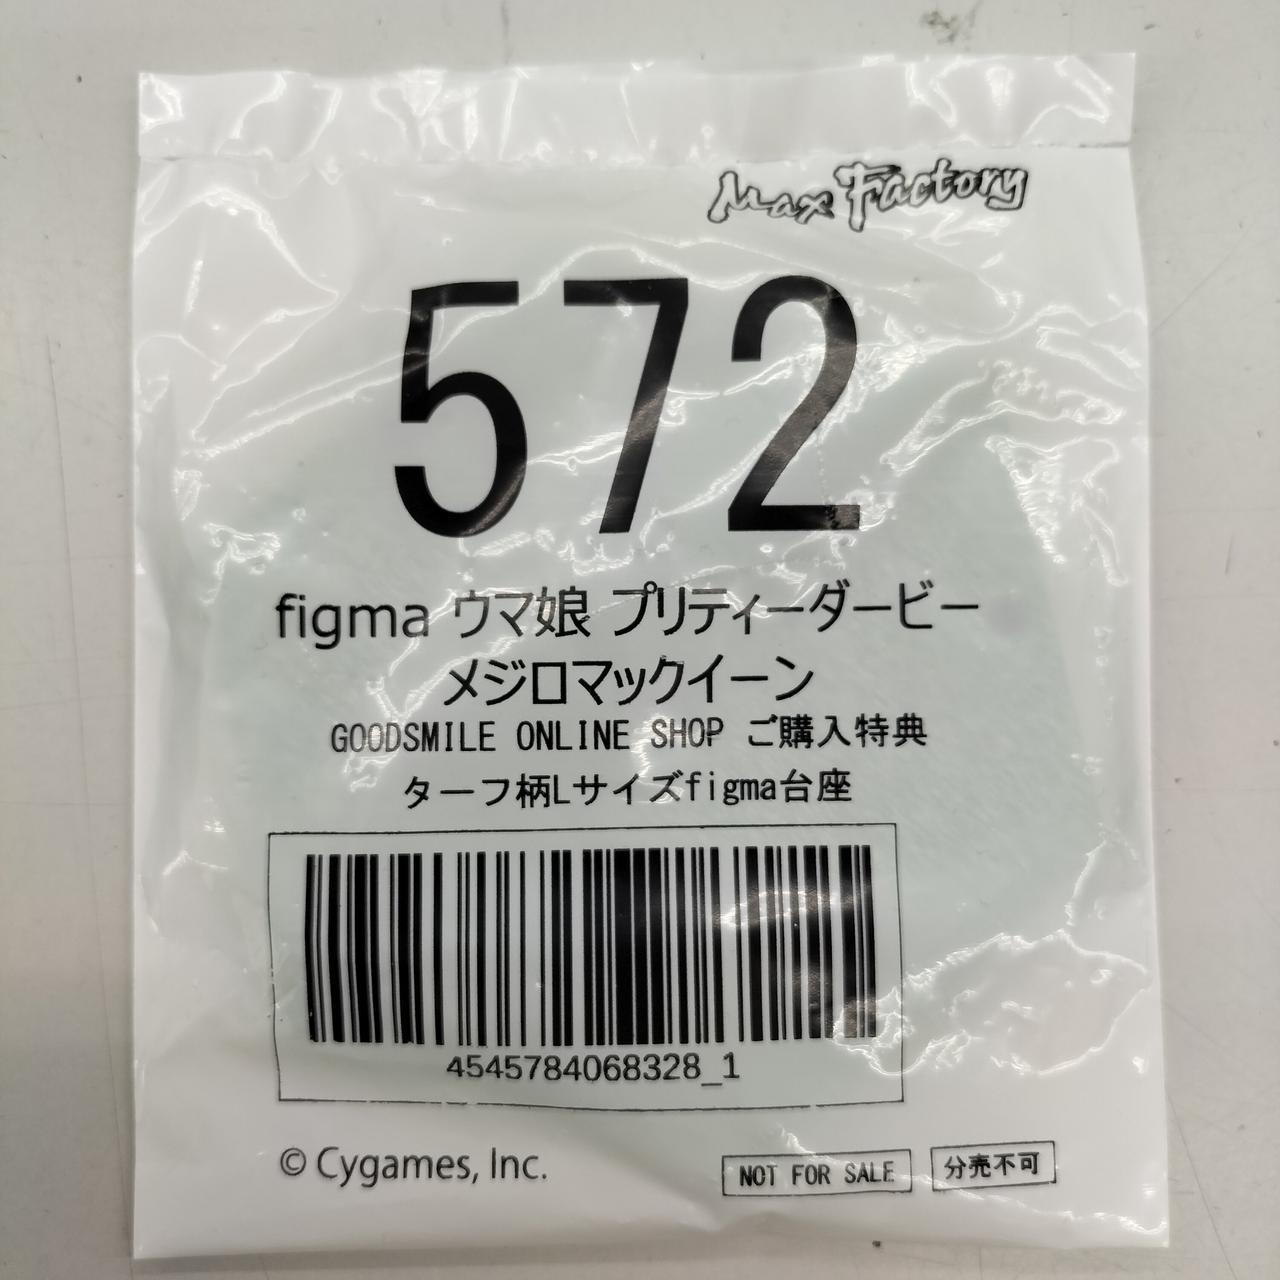 Max Factory
572
figma ウマ娘 プリティーダービー
メジロマックイーン
GOODSMILE ONLINE SHOP ご購入特典
ターフ柄Lサイズfigma台座
4545784068328_1
© Cygames, Inc.
NOT FOR SALE
分売不可